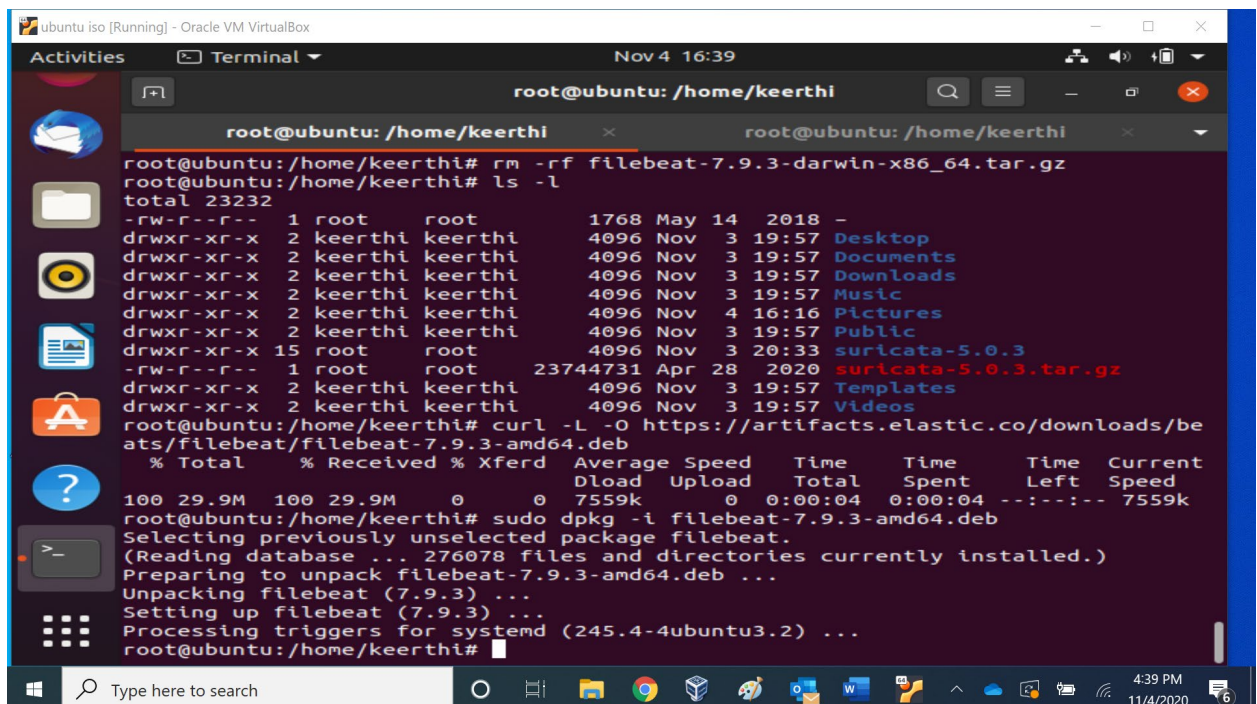 ubuntu iso [Running] - Oracle VM VirtualBox
Activities Terminal Nov 4 16:39
root@ubuntu: /home/keerthi
root@ubuntu: /home/keerthi root@ubuntu: /home/keerthi
root@ubuntu:/home/keerthi# rm -rf filebeat-7.9.3-darwin-x86_64.tar.gz
root@ubuntu:/home/keerthi# ls -l
total 23232
-rw-r--r-- 1 root root 1768 May 14 2018 -
drwxr-xr-x 2 keerthi keerthi 4096 Nov 3 19:57 Desktop
drwxr-xr-x 2 keerthi keerthi 4096 Nov 3 19:57 Documents
drwxr-xr-x 2 keerthi keerthi 4096 Nov 3 19:57 Downloads
drwxr-xr-x 2 keerthi keerthi 4096 Nov 3 19:57 Music
drwxr-xr-x 2 keerthi keerthi 4096 Nov 4 16:16 Pictures
drwxr-xr-x 2 keerthi keerthi 4096 Nov 3 19:57 Public
drwxr-xr-x 15 root root 4096 Nov 3 20:33 suricata-5.0.3
-rw-r--r-- 1 root root 23744731 Apr 28 2020 suricata-5.0.3.tar.gz
drwxr-xr-x 2 keerthi keerthi 4096 Nov 3 19:57 Templates
drwxr-xr-x 2 keerthi keerthi 4096 Nov 3 19:57 Videos
root@ubuntu:/home/keerthi# curl -L -O https://artifacts.elastic.co/downloads/be
ats/filebeat/filebeat-7.9.3-amd64.deb
% Total % Received % Xferd Average Speed Time Time Time Current
Dload Upload Total Spent Left Speed
100 29.9M 100 29.9M 0 0 7559k 0 0:00:04 0:00:04 --:--:-- 7559k
root@ubuntu:/home/keerthi# sudo dpkg -i filebeat-7.9.3-amd64.deb
Selecting previously unselected package filebeat.
(Reading database ... 276078 files and directories currently installed.)
Preparing to unpack filebeat-7.9.3-amd64.deb ...
Unpacking filebeat (7.9.3) ...
Setting up filebeat (7.9.3) ...
Processing triggers for systemd (245.4-4ubuntu3.2) ...
root@ubuntu:/home/keerthi#
Type here to search
4:39 PM
11/4/2020
6